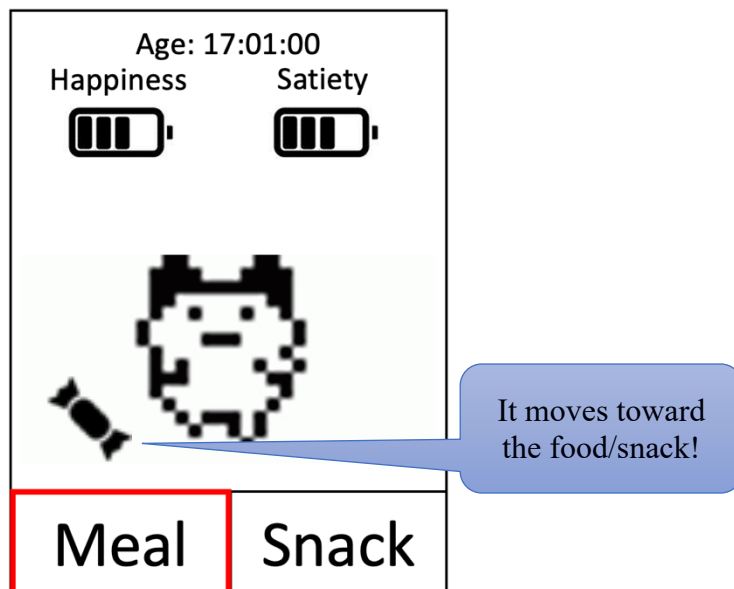 Age: 17:01:00
Happiness Satiety
It moves toward
the food/snack!
Meal Snack